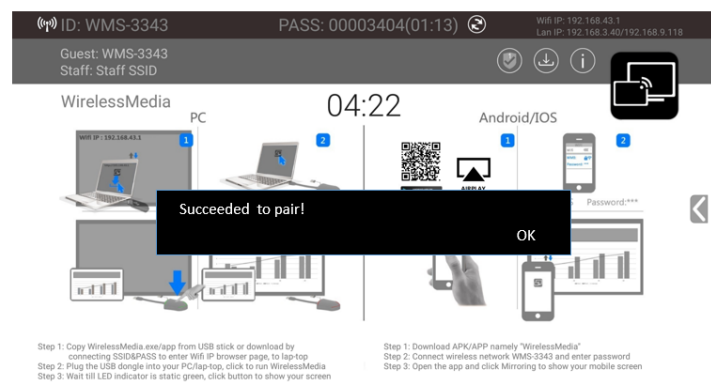 ID: WMS-3343
PASS: 00003404(01:13)
Wifi IP: 192.168.43.1
Lan IP: 192.168.3.40/192.168.9.118
Guest: WMS-3343
Staff: Staff SSID
WirelessMedia
04:22
PC
Android/IOS
Wifi IP : 192.168.43.1
1
2
1
2
AIRPLAY
Password:***
Succeeded to pair!
OK
Step 1: Copy WirelessMedia.exe/app from USB stick or download by
connecting SSID&PASS to enter Wifi IP browser page, to lap-top
Step 2: Plug the USB dongle into your PC/lap-top, click to run WirelessMedia
Step 3: Wait till LED indicator is static green, click button to show your screen
Step 1: Download APK/APP namely "WirelessMedia"
Step 2: Connect wireless network WMS-3343 and enter password
Step 3: Open the app and click Mirroring to show your mobile screen